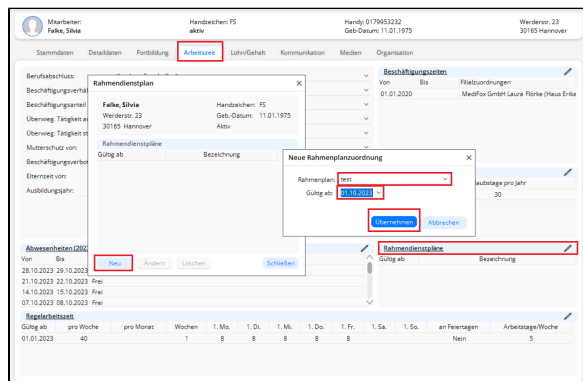 Mitarbeiter: Handzeichen: FS Handy: 0179953232 Werderstr. 23
Falke, Silvia aktiv Geb-Datum: 11.01.1975 30165 Hannover
Stammdaten Detaildaten Fortbildung Arbeitszeit Lohn/Gehalt Kommunikation Medien Organisation
Berufsabschluss:
Beschäftigungsverhäl
Beschäftigungsanteil
Überwieg. Tätigkeit a
Überwieg. Tätigkeit st
Mutterschutz von:
Beschäftigungsverbot
Elternzeit von:
Ausbildungsjahr:
Rahmendienstplan
Falke, Silvia Handzeichen: FS
Werderstr. 23 Geb.-Datum: 11.01.1975
30165 Hannover Aktiv
Rahmendienstpläne
Gültig ab Bezeichnung
Neu Ändern Löschen Schließen
Neue Rahmenplanzuordnung
Rahmenplan: test
Gültig ab: 01.10.2023
Übernehmen Abbrechen
Beschäftigungszeiten
Von Bis Filialzuordnungen
01.01.2020 MediFox GmbH Laura Flörke (Haus Erika
laubstage pro Jahr
30
Abwesenheiten (202
Von Bis
28.10.2023 29.10.2023 Frei
21.10.2023 22.10.2023 Frei
14.10.2023 15.10.2023 Frei
07.10.2023 08.10.2023 Frei
Rahmendienstpläne
Gültig ab Bezeichnung
Regelarbeitszeit
Gültig ab pro Woche pro Monat Wochen 1. Mo. 1. Di. 1. Mi. 1. Do. 1. Fr. 1. Sa. 1. So. an Feiertagen Arbeitstage/Woche
01.01.2023 40 1 8 8 8 8 8 Nein 5